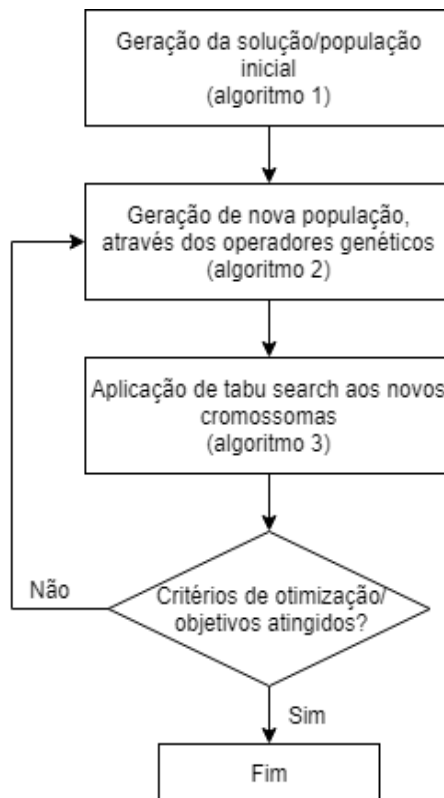 Geração da solução/população
inicial
(algoritmo 1)
Geração de nova população,
através dos operadores genéticos
(algoritmo 2)
Aplicação de tabu search aos novos
cromossomas
(algoritmo 3)
Critérios de otimização/
objetivos atingidos?
Não
Sim
Fim